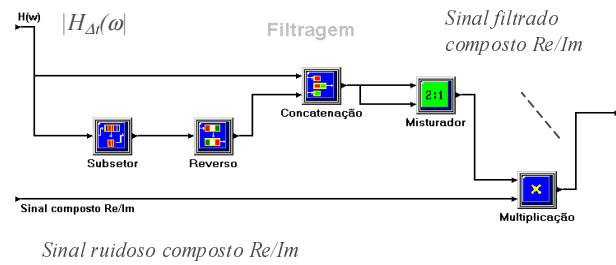 H(w)
|H_Δt(ω|
Filtragem
Sinal filtrado
composto Re/Im
Concatenação
2:1
Misturador
Subsetor
Reverso
×
Multiplicação
Sinal composto Re/Im
Sinal ruidoso composto Re/Im